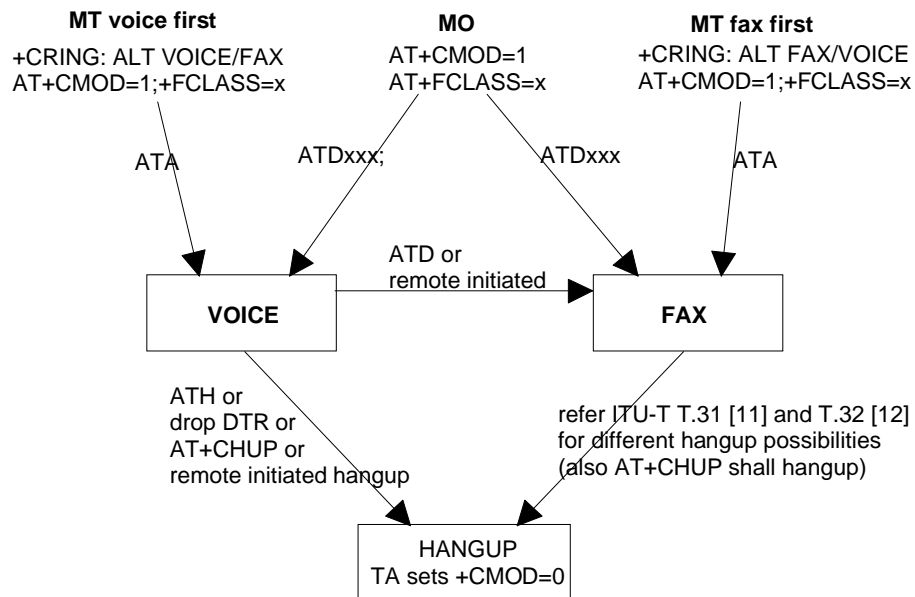 MT voice first
+CRING: ALT VOICE/FAX
AT+CMOD=1;+FCLASS=x
MO
AT+CMOD=1
AT+FCLASS=x
MT fax first
+CRING: ALT FAX/VOICE
AT+CMOD=1;+FCLASS=x
ATA
ATDxxx;
ATDxxx
ATA
ATD or
remote initiated
VOICE
FAX
ATH or
drop DTR or
AT+CHUP or
remote initiated hangup
refer ITU-T T.31 [11] and T.32 [12]
for different hangup possibilities
(also AT+CHUP shall hangup)
HANGUP
TA sets +CMOD=0